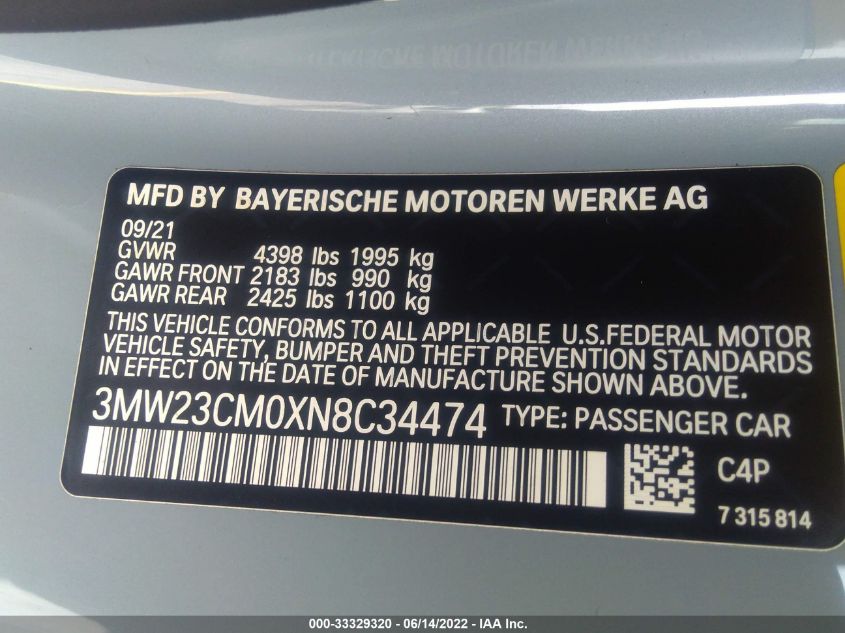 MFD BY BAYERISCHE MOTOREN WERKE AG
09/21
GVWR 4398 lbs 1995 kg
GAWR FRONT 2183 lbs 990 kg
GAWR REAR 2425 lbs 1100 kg
THIS VEHICLE CONFORMS TO ALL APPLICABLE U.S.FEDERAL MOTOR
VEHICLE SAFETY, BUMPER AND THEFT PREVENTION STANDARDS
IN EFFECT ON THE DATE OF MANUFACTURE SHOWN ABOVE.
3MW23CM0XN8C34474 TYPE: PASSENGER CAR
C4P
7 315 814
000-33329320 - 06/14/2022 - IAA Inc.